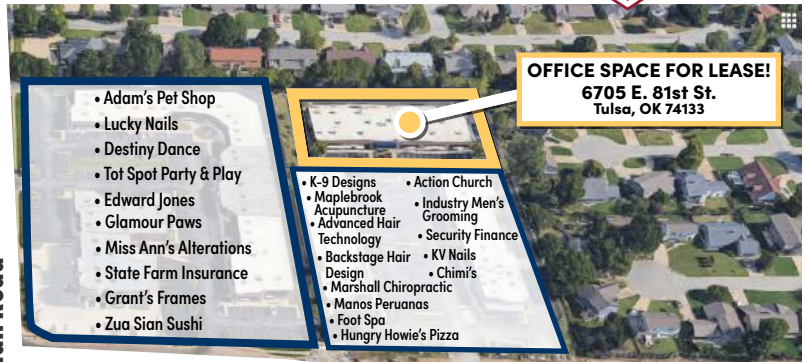 OFFICE SPACE FOR LEASE!
6705 E. 81st St.
Tulsa, OK 74133
• Adam's Pet Shop
• Lucky Nails
• Destiny Dance
• Tot Spot Party & Play
• Edward Jones
• Glamour Paws
• Miss Ann's Alterations
• State Farm Insurance
• Grant's Frames
• Zua Sian Sushi
• K-9 Designs
• Maplebrook
Acupuncture
• Advanced Hair
Technology
• Backstage Hair
Design
• Marshall Chiropractic
• Manos Peruanas
• Foot Spa
• Hungry Howie's Pizza
• Action Church
• Industry Men's
Grooming
• Security Finance
• KV Nails
• Chimi's